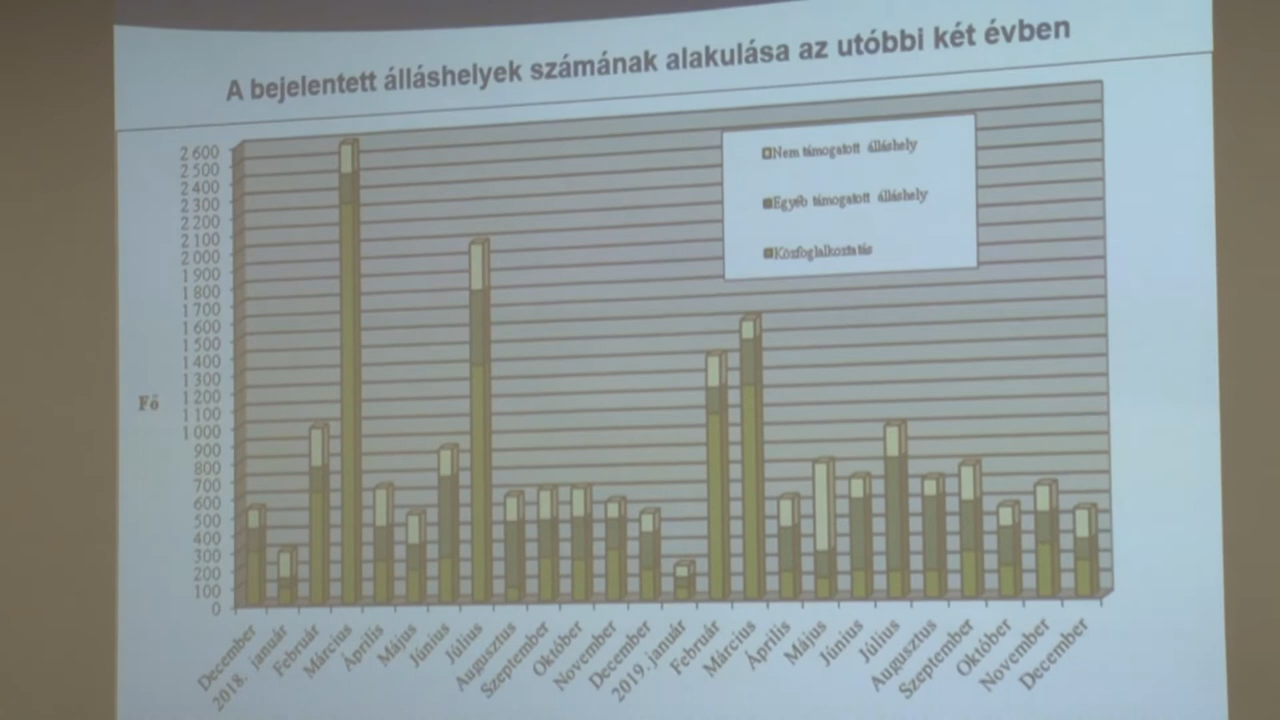 A bejelentett álláshelyek számának alakulása az utóbbi két évben
Nem támogatott álláshely
Egyéb támogatott álláshely
Közfoglalkoztatás
Fő
2 600
2 500
2 400
2 300
2 200
2 100
2 000
1 900
1 800
1 700
1 600
1 500
1 400
1 300
1 200
1 100
1 000
900
800
700
600
500
400
300
200
100
0
December
2018. január
Február
Március
Április
Május
Június
Július
Augusztus
Szeptember
Október
November
December
2019. január
Február
Március
Április
Május
Június
Július
Augusztus
Szeptember
Október
November
December